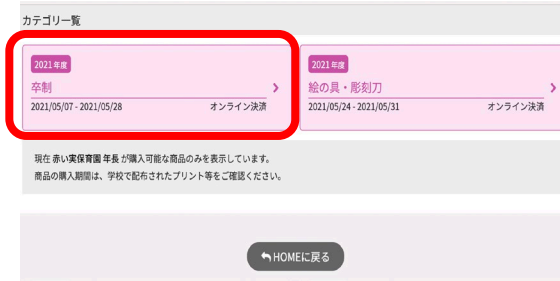 カテゴリ一覧
2021年度
卒制
2021/05/07 - 2021/05/28 オンライン決済
2021年度
絵の具・彫刻刀
2021/05/24 - 2021/05/31 オンライン決済
現在 赤い実保育園 年長 が購入可能な商品のみを表示しています。
商品の購入期間は、学校で配布されたプリント等をご確認ください。
HOMEに戻る